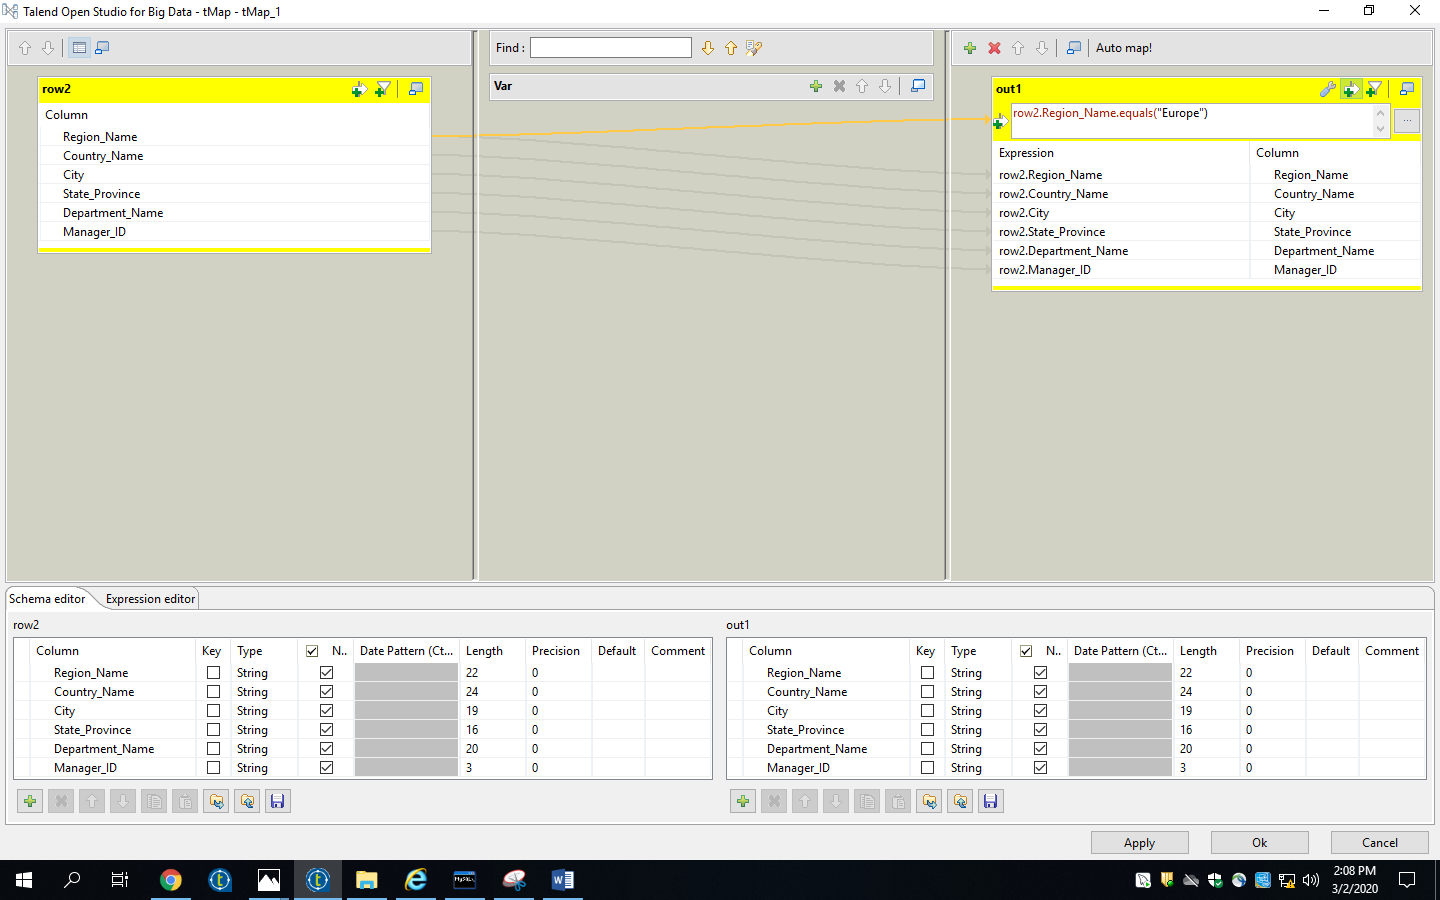 Talend Open Studio for Big Data - tMap - tMap_1
Find :
Auto map!
row2
Column
Region_Name
Country_Name
City
State_Province
Department_Name
Manager_ID
Var
out1
row2.Region_Name.equals("Europe")
...
Expression Column
row2.Region_Name Region_Name
row2.Country_Name Country_Name
row2.City City
row2.State_Province State_Province
row2.Department_Name Department_Name
row2.Manager_ID Manager_ID
Schema editor Expression editor
row2
Column Key Type N.. Date Pattern (Ct... Length Precision Default Comment
Region_Name String 22 0
Country_Name String 24 0
City String 19 0
State_Province String 16 0
Department_Name String 20 0
Manager_ID String 3 0
out1
Column Key Type N.. Date Pattern (Ct... Length Precision Default Comment
Region_Name String 22 0
Country_Name String 24 0
City String 19 0
State_Province String 16 0
Department_Name String 20 0
Manager_ID String 3 0
Apply Ok Cancel
2:08 PM
3/2/2020